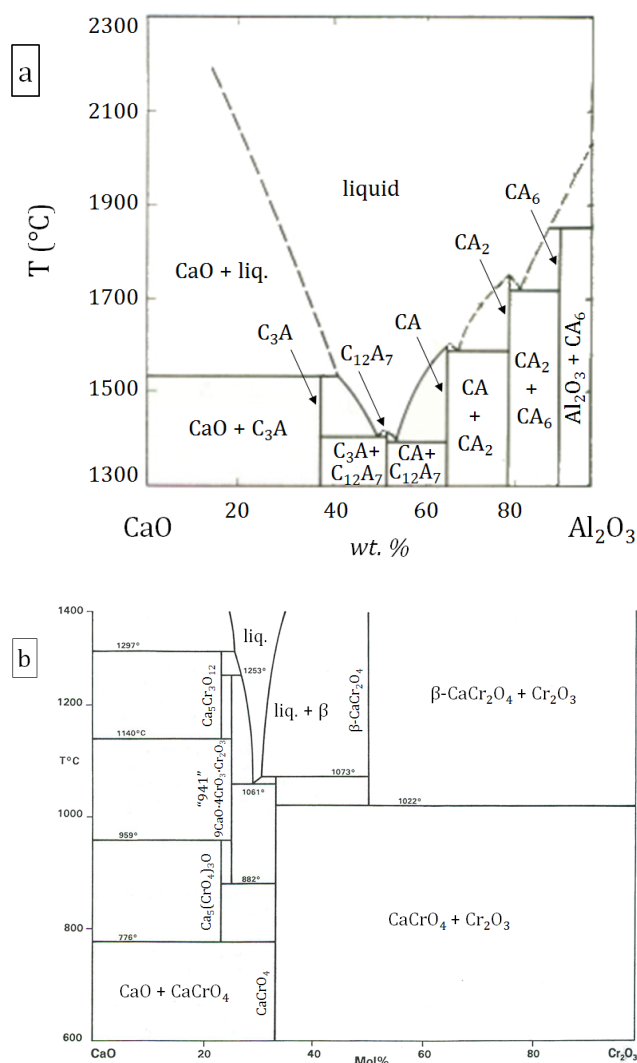 2300
a
2100
liquid
1900
CA₆
T (°C)
CA₂
CaO + liq.
1700
C₃A
C₁₂A₇
CA
1500
CaO + C₃A
C₃A+
C₁₂A₇
CA+
C₁₂A₇
CA
+
CA₂
CA₂
+
CA₆
Al₂O₃ + CA₆
1300
20
40
60
80
CaO
Al₂O₃
wt. %
b
1400
liq.
1297°
1253°
Ca₅Cr₃O₁₂
liq. + β
β-CaCr₂O₄
β-CaCr₂O₄ + Cr₂O₃
1200
1140°C
T°C
"941"
9CaO·4CrO₃·Cr₂O₃
1073°
1061°
1022°
1000
959°
Ca₅(CrO₄)₃O
882°
CaCrO₄ + Cr₂O₃
800
776°
CaO + CaCrO₄
CaCrO₄
600
CaO
20
40
Mol%
60
80
Cr₂O₃